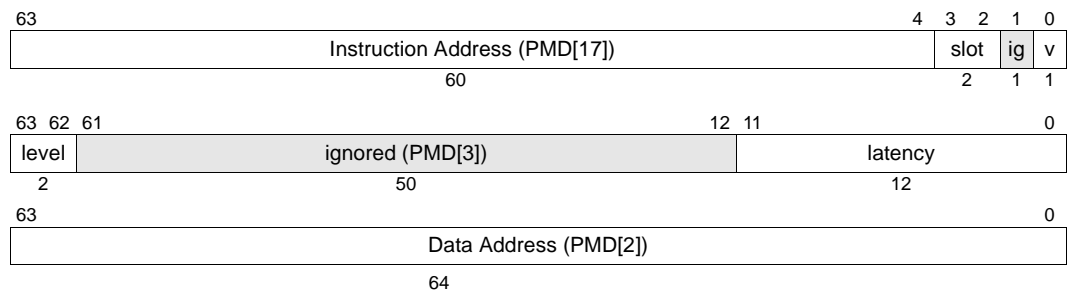 63 4 3 2 1 0
Instruction Address (PMD[17]) slot ig v
60 2 1 1
63 62 61 12 11 0
level ignored (PMD[3]) latency
2 50 12
63 0
Data Address (PMD[2])
64